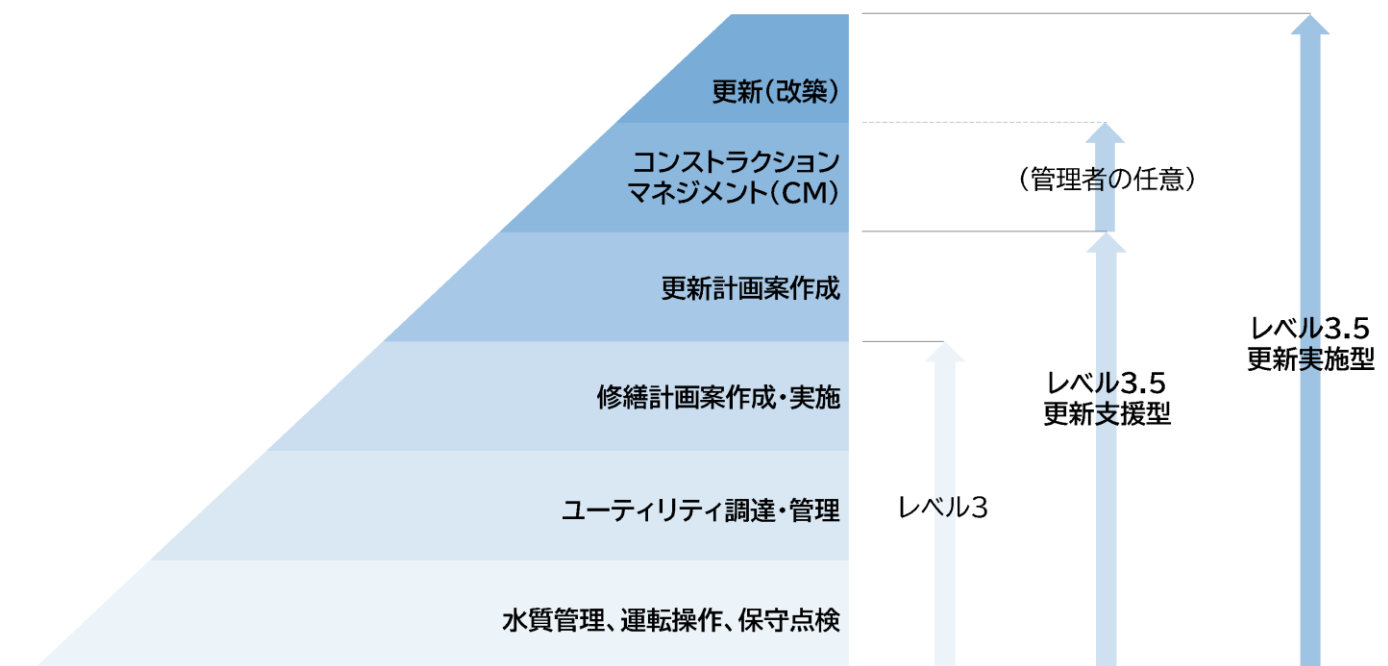 更新（改築）
コンストラクション
マネジメント（CM）
（管理者の任意）
更新計画案作成
レベル3.5
更新実施型
修繕計画案作成・実施
レベル3.5
更新支援型
ユーティリティ調達・管理
レベル3
水質管理、運転操作、保守点検